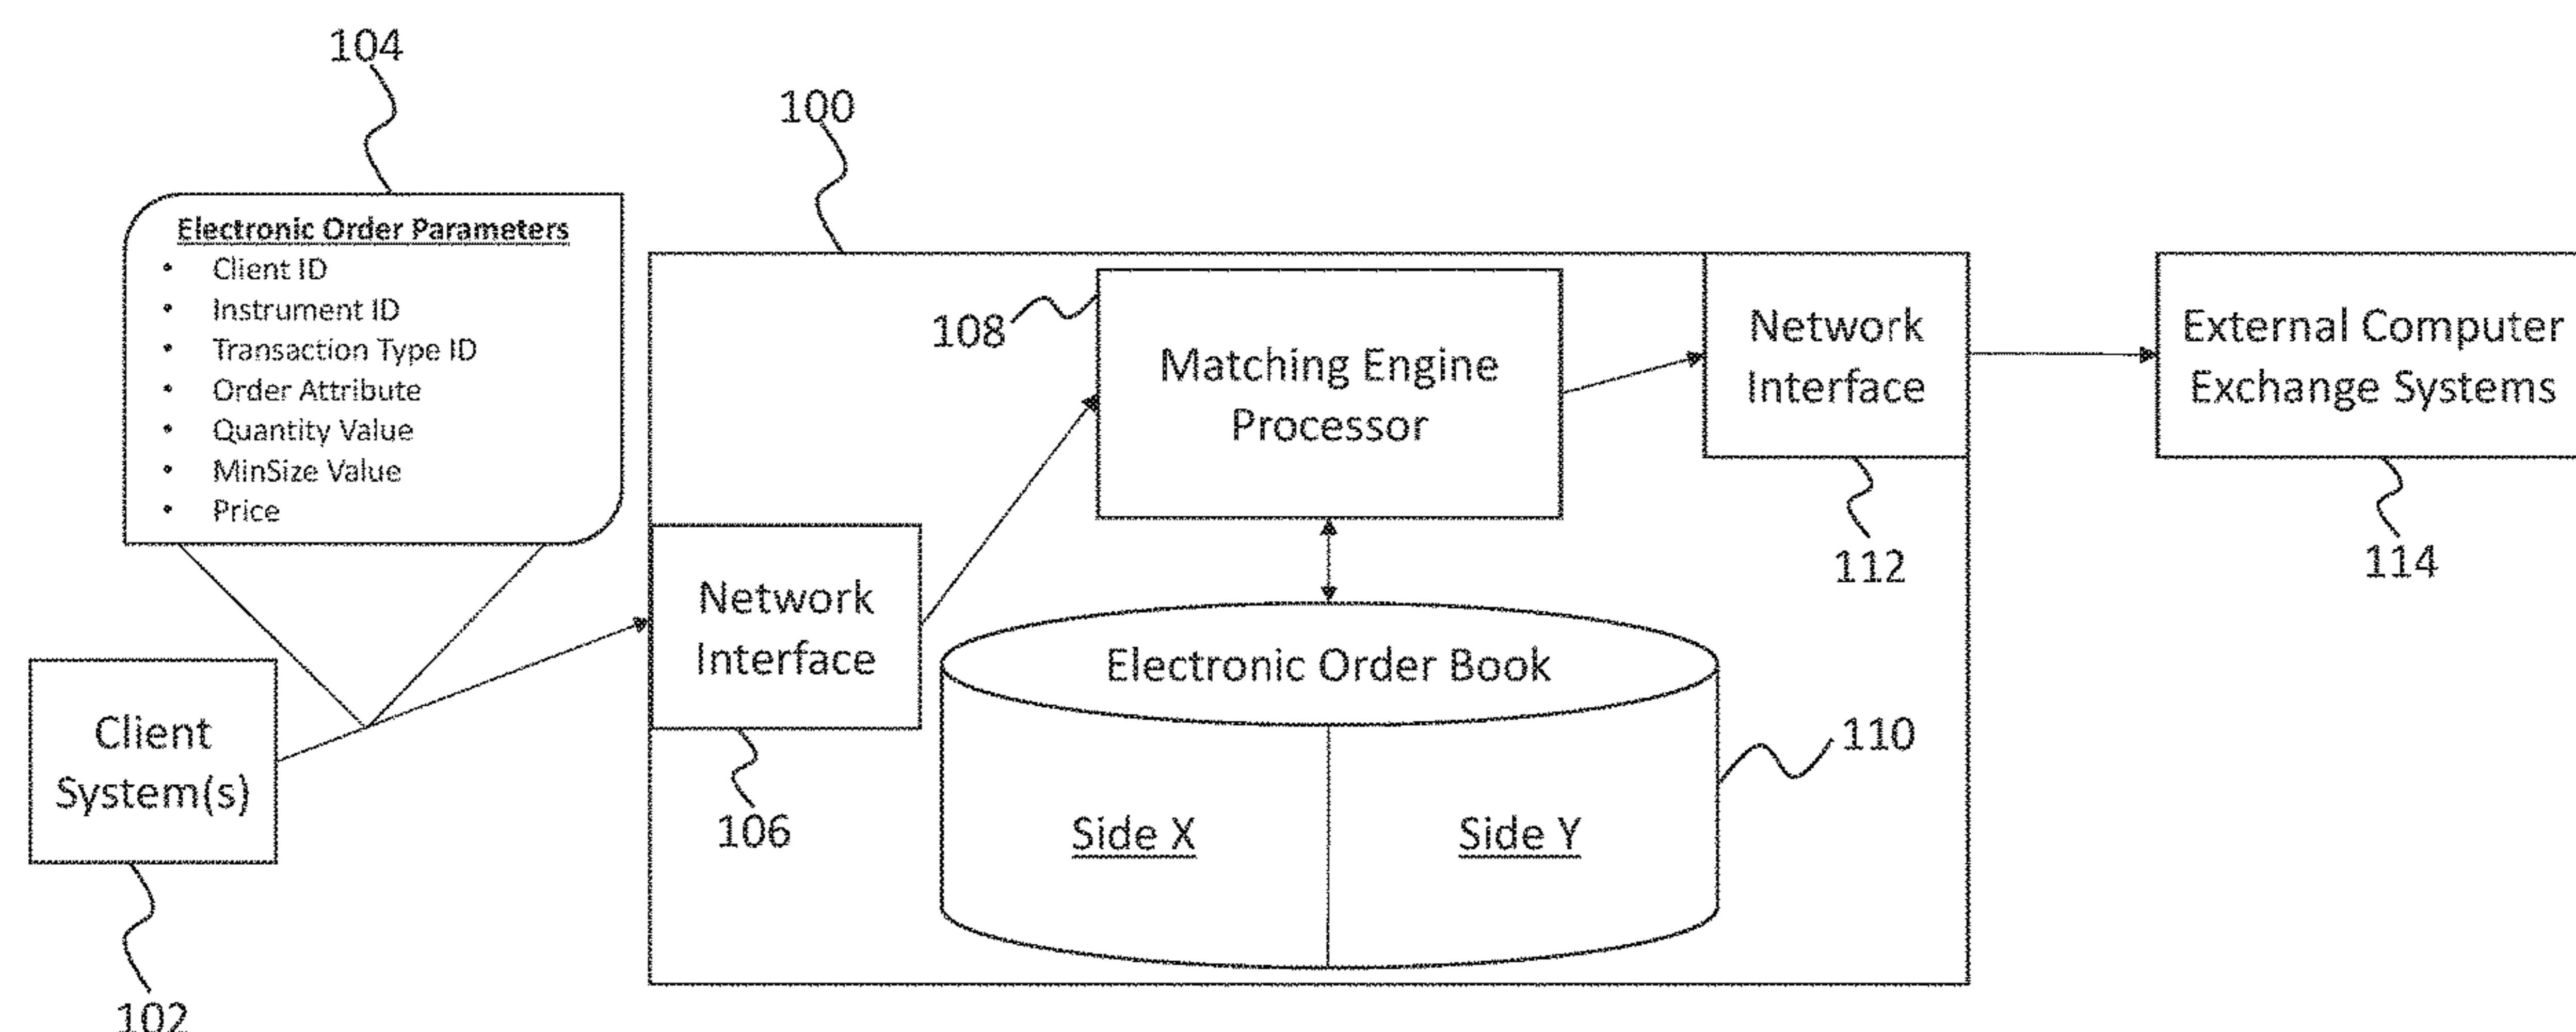 104
100
Electronic Order Parameters
• Client ID
• Instrument ID
• Transaction Type ID
• Order Attribute
• Quantity Value
• MinSize Value
• Price
108
Matching Engine
Processor
Network
Interface
External Computer
Exchange Systems
112
114
Network
Interface
106
Electronic Order Book
Side X
Side Y
110
Client
System(s)
102